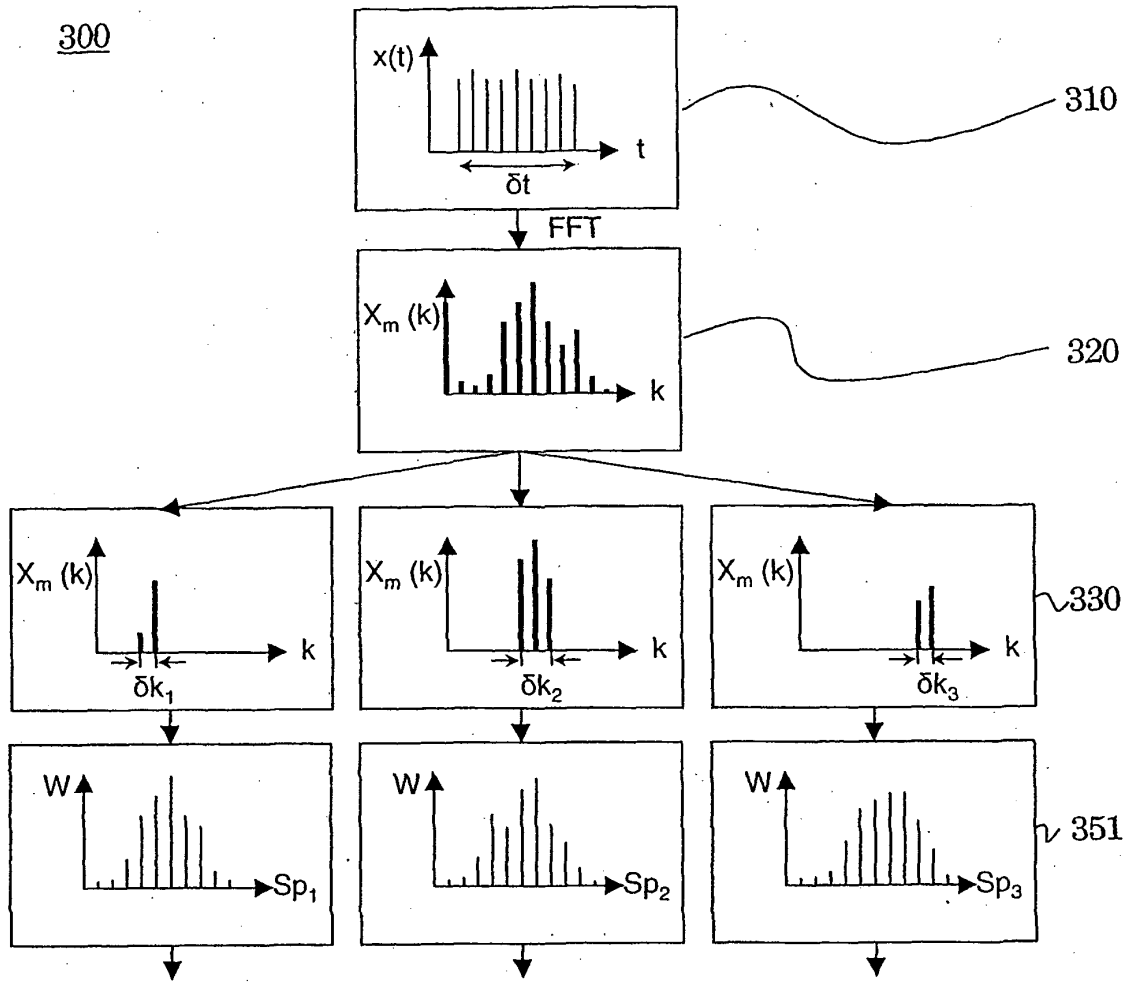 300
x(t)
t
δt
310
FFT
Xₘ (k)
k
320
Xₘ (k)
k
δk₁
Xₘ (k)
k
δk₂
Xₘ (k)
k
δk₃
330
W
Sp₁
W
Sp₂
W
Sp₃
351